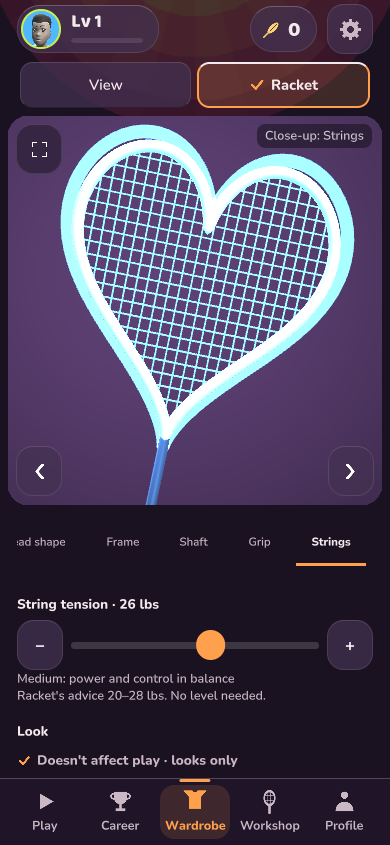 Lv 1
0
View
Racket
Close-up: Strings
ead shape
Frame
Shaft
Grip
Strings
String tension · 26 lbs
Medium: power and control in balance
Racket's advice 20–28 lbs. No level needed.
Look
Doesn't affect play · looks only
Play
Career
Wardrobe
Workshop
Profile